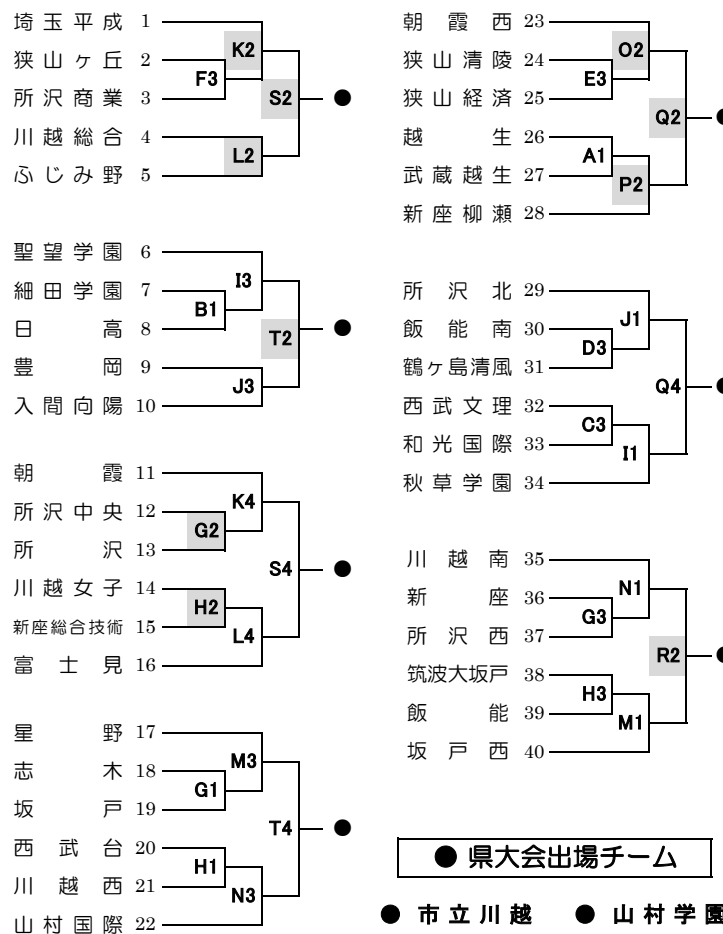 埼玉平成 1
狭山ヶ丘 2
所沢商業 3
川越総合 4
ふじみ野 5
K2
F3
S2
L2
聖望学園 6
細田学園 7
日高 8
豊岡 9
入間向陽 10
I3
B1
T2
J3
朝霞 11
所沢中央 12
所沢 13
川越女子 14
新座総合技術 15
富士見 16
K4
G2
S4
H2
L4
星野 17
志木 18
坂戸 19
西武台 20
川越西 21
山村国際 22
M3
G1
T4
H1
N3
朝霞西 23
狭山清陵 24
狭山経済 25
越生 26
武蔵越生 27
新座柳瀬 28
O2
E3
Q2
A1
P2
所沢北 29
飯能南 30
鶴ヶ島清風 31
西武文理 32
和光国際 33
秋草学園 34
J1
D3
Q4
C3
I1
川越南 35
新座 36
所沢西 37
筑波大坂戸 38
飯能 39
坂戸西 40
N1
G3
R2
H3
M1
● 県大会出場チーム
● 市立川越 ● 山村学園